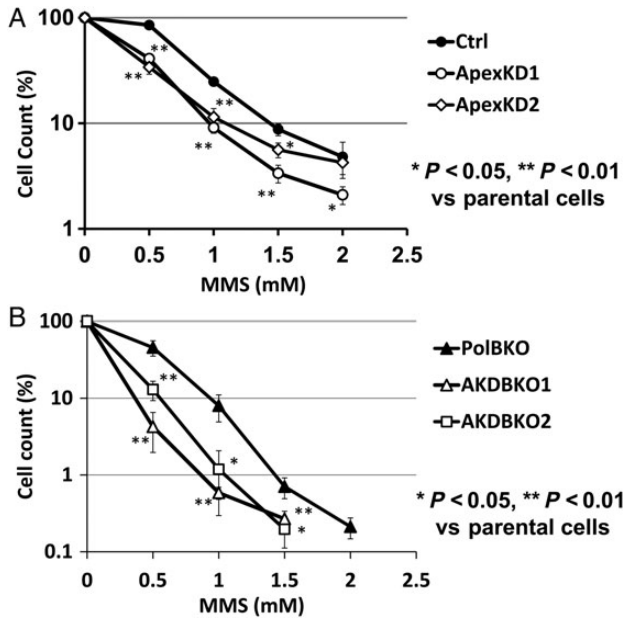 A
100
10
1
Cell Count (%)
**
**
**
**
*
**
*
0
0.5
1
1.5
2
2.5
MMS (mM)
Ctrl
ApexKD1
ApexKD2
* P < 0.05, ** P < 0.01
vs parental cells
B
100
10
1
0.1
Cell count (%)
**
**
*
**
**
*
0
0.5
1
1.5
2
2.5
MMS (mM)
PolBKO
AKDBKO1
AKDBKO2
* P < 0.05, ** P < 0.01
vs parental cells